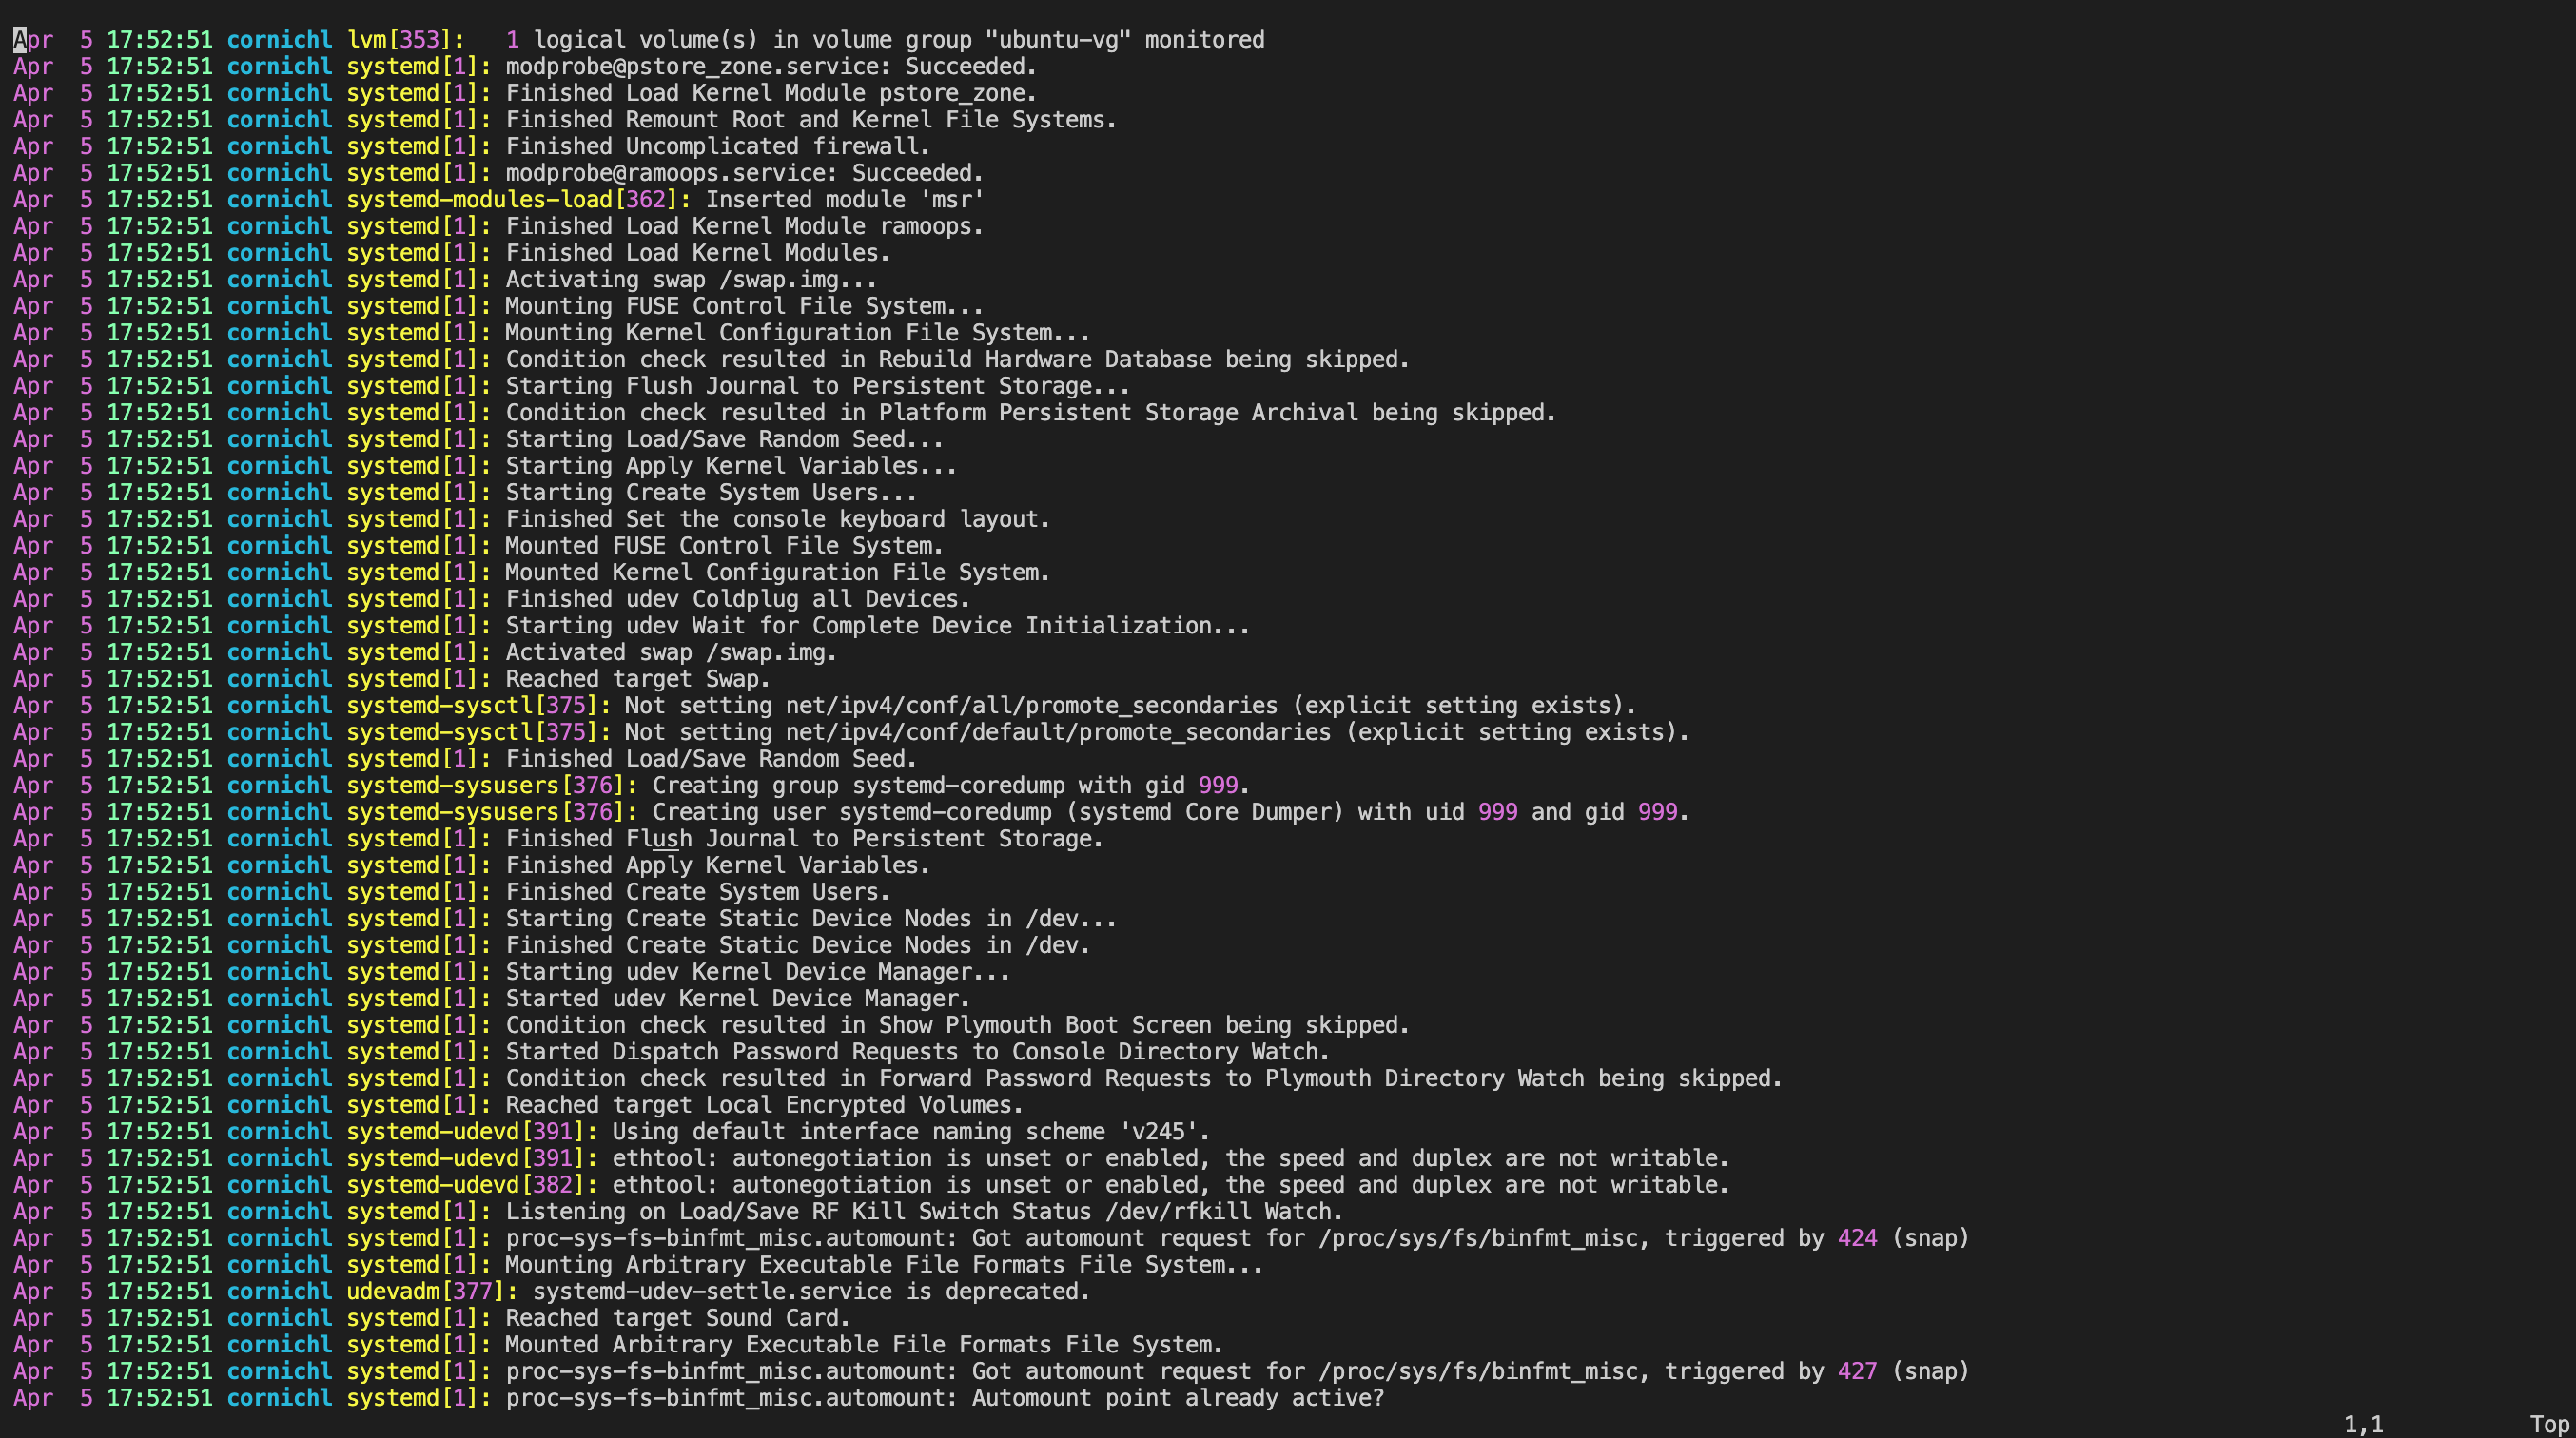 Apr  5 17:52:51 cornichl lvm[353]:   1 logical volume(s) in volume group "ubuntu-vg" monitored
Apr  5 17:52:51 cornichl systemd[1]: modprobe@pstore_zone.service: Succeeded.
Apr  5 17:52:51 cornichl systemd[1]: Finished Load Kernel Module pstore_zone.
Apr  5 17:52:51 cornichl systemd[1]: Finished Remount Root and Kernel File Systems.
Apr  5 17:52:51 cornichl systemd[1]: Finished Uncomplicated firewall.
Apr  5 17:52:51 cornichl systemd[1]: modprobe@ramoops.service: Succeeded.
Apr  5 17:52:51 cornichl systemd-modules-load[362]: Inserted module 'msr'
Apr  5 17:52:51 cornichl systemd[1]: Finished Load Kernel Module ramoops.
Apr  5 17:52:51 cornichl systemd[1]: Finished Load Kernel Modules.
Apr  5 17:52:51 cornichl systemd[1]: Activating swap /swap.img...
Apr  5 17:52:51 cornichl systemd[1]: Mounting FUSE Control File System...
Apr  5 17:52:51 cornichl systemd[1]: Mounting Kernel Configuration File System...
Apr  5 17:52:51 cornichl systemd[1]: Condition check resulted in Rebuild Hardware Database being skipped.
Apr  5 17:52:51 cornichl systemd[1]: Starting Flush Journal to Persistent Storage...
Apr  5 17:52:51 cornichl systemd[1]: Condition check resulted in Platform Persistent Storage Archival being skipped.
Apr  5 17:52:51 cornichl systemd[1]: Starting Load/Save Random Seed...
Apr  5 17:52:51 cornichl systemd[1]: Starting Apply Kernel Variables...
Apr  5 17:52:51 cornichl systemd[1]: Starting Create System Users...
Apr  5 17:52:51 cornichl systemd[1]: Finished Set the console keyboard layout.
Apr  5 17:52:51 cornichl systemd[1]: Mounted FUSE Control File System.
Apr  5 17:52:51 cornichl systemd[1]: Mounted Kernel Configuration File System.
Apr  5 17:52:51 cornichl systemd[1]: Finished udev Coldplug all Devices.
Apr  5 17:52:51 cornichl systemd[1]: Starting udev Wait for Complete Device Initialization...
Apr  5 17:52:51 cornichl systemd[1]: Activated swap /swap.img.
Apr  5 17:52:51 cornichl systemd[1]: Reached target Swap.
Apr  5 17:52:51 cornichl systemd-sysctl[375]: Not setting net/ipv4/conf/all/promote_secondaries (explicit setting exists).
Apr  5 17:52:51 cornichl systemd-sysctl[375]: Not setting net/ipv4/conf/default/promote_secondaries (explicit setting exists).
Apr  5 17:52:51 cornichl systemd[1]: Finished Load/Save Random Seed.
Apr  5 17:52:51 cornichl systemd-sysusers[376]: Creating group systemd-coredump with gid 999.
Apr  5 17:52:51 cornichl systemd-sysusers[376]: Creating user systemd-coredump (systemd Core Dumper) with uid 999 and gid 999.
Apr  5 17:52:51 cornichl systemd[1]: Finished Flush Journal to Persistent Storage.
Apr  5 17:52:51 cornichl systemd[1]: Finished Apply Kernel Variables.
Apr  5 17:52:51 cornichl systemd[1]: Finished Create System Users.
Apr  5 17:52:51 cornichl systemd[1]: Starting Create Static Device Nodes in /dev...
Apr  5 17:52:51 cornichl systemd[1]: Finished Create Static Device Nodes in /dev.
Apr  5 17:52:51 cornichl systemd[1]: Starting udev Kernel Device Manager...
Apr  5 17:52:51 cornichl systemd[1]: Started udev Kernel Device Manager.
Apr  5 17:52:51 cornichl systemd[1]: Condition check resulted in Show Plymouth Boot Screen being skipped.
Apr  5 17:52:51 cornichl systemd[1]: Started Dispatch Password Requests to Console Directory Watch.
Apr  5 17:52:51 cornichl systemd[1]: Condition check resulted in Forward Password Requests to Plymouth Directory Watch being skipped.
Apr  5 17:52:51 cornichl systemd[1]: Reached target Local Encrypted Volumes.
Apr  5 17:52:51 cornichl systemd-udevd[391]: Using default interface naming scheme 'v245'.
Apr  5 17:52:51 cornichl systemd-udevd[391]: ethtool: autonegotiation is unset or enabled, the speed and duplex are not writable.
Apr  5 17:52:51 cornichl systemd-udevd[382]: ethtool: autonegotiation is unset or enabled, the speed and duplex are not writable.
Apr  5 17:52:51 cornichl systemd[1]: Listening on Load/Save RF Kill Switch Status /dev/rfkill Watch.
Apr  5 17:52:51 cornichl systemd[1]: proc-sys-fs-binfmt_misc.automount: Got automount request for /proc/sys/fs/binfmt_misc, triggered by 424 (snap)
Apr  5 17:52:51 cornichl systemd[1]: Mounting Arbitrary Executable File Formats File System...
Apr  5 17:52:51 cornichl udevadm[377]: systemd-udev-settle.service is deprecated.
Apr  5 17:52:51 cornichl systemd[1]: Reached target Sound Card.
Apr  5 17:52:51 cornichl systemd[1]: Mounted Arbitrary Executable File Formats File System.
Apr  5 17:52:51 cornichl systemd[1]: proc-sys-fs-binfmt_misc.automount: Got automount request for /proc/sys/fs/binfmt_misc, triggered by 427 (snap)
Apr  5 17:52:51 cornichl systemd[1]: proc-sys-fs-binfmt_misc.automount: Automount point already active?
1,1 Top